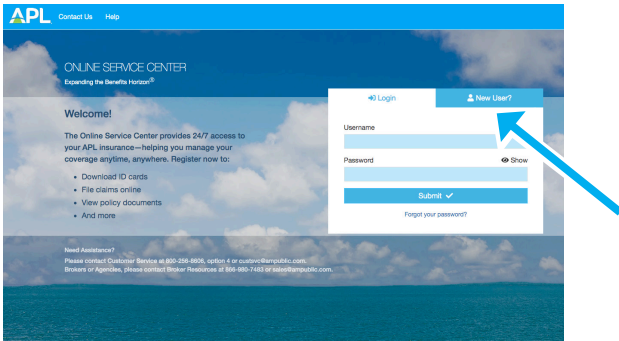 APL Contact Us Help
ONLINE SERVICE CENTER
Expanding the Benefits Horizon®
Login New User?
Welcome!
The Online Service Center provides 24/7 access to
your APL insurance—helping you manage your
coverage anytime, anywhere. Register now to:
• Download ID cards
• File claims online
• View policy documents
• And more
Username
Password Show
Submit
Forgot your password?
Need Assistance?
Please contact Customer Service at 800-256-8606, option 4 or custsvc@ampublic.com.
Brokers or Agencies, please contact Broker Resources at 866-980-7483 or sales@ampublic.com.